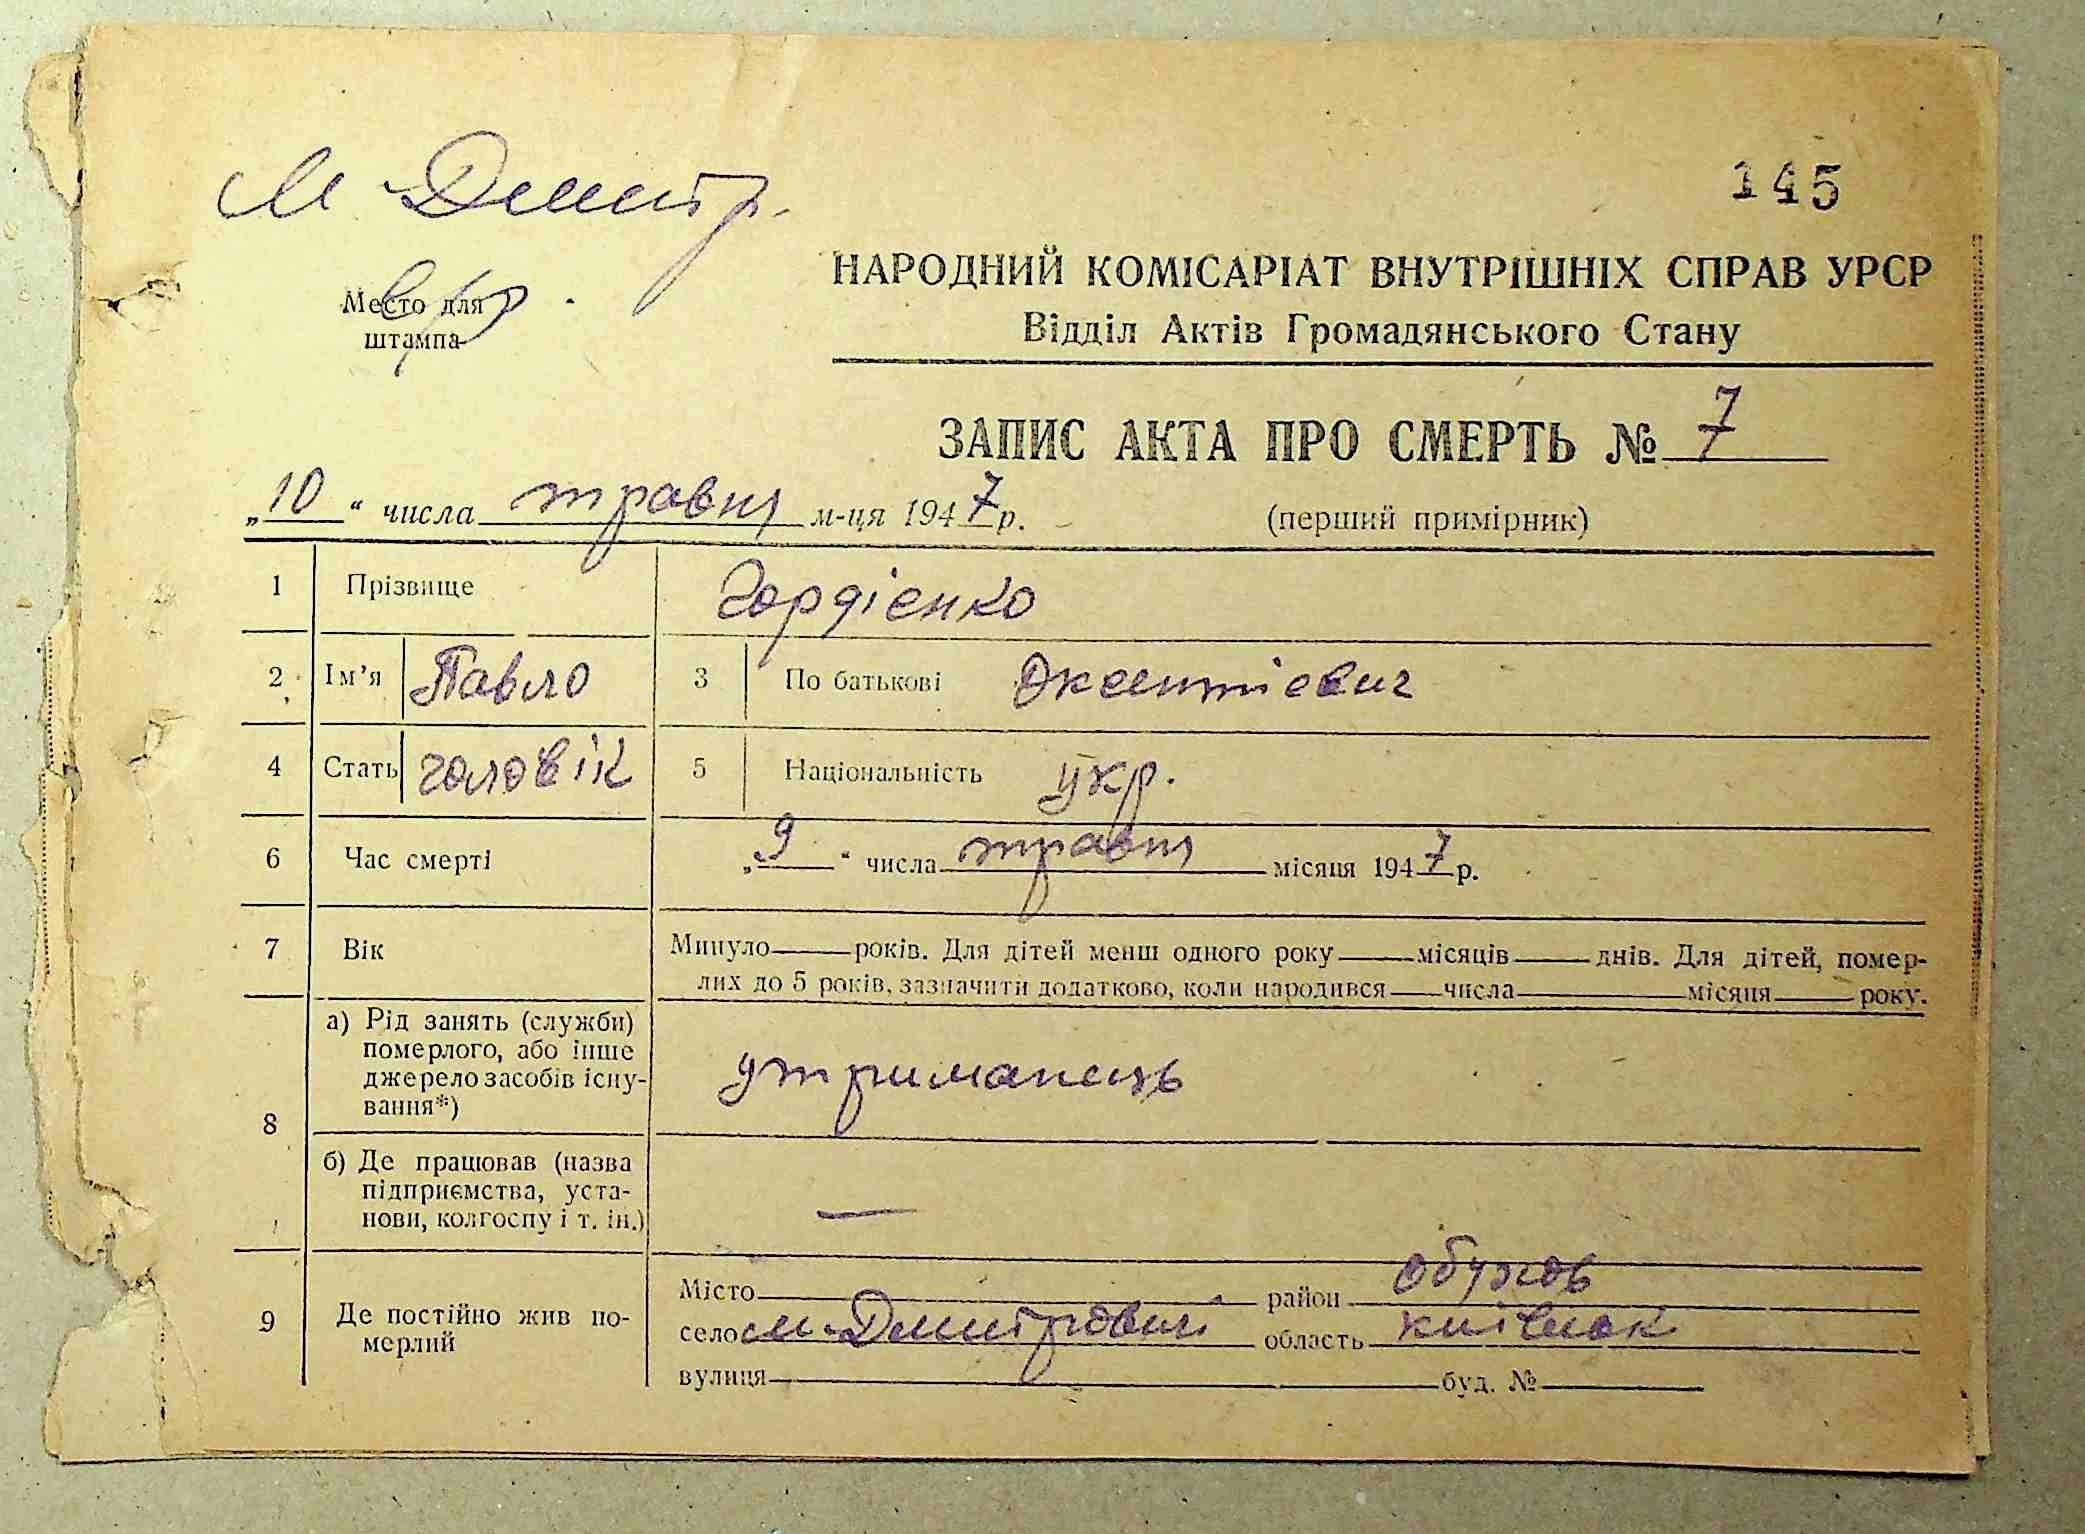 М Дмитр.
145
Место для
штампа
НАРОДНИЙ КОМІСАРІАТ ВНУТРІШНІХ СПРАВ УРСР
Відділ Актів Громадянського Стану
ЗАПИС АКТА ПРО СМЕРТЬ № 7
„10“ числа травня м-ця 1947 р. (перший примірник)
1 Прізвище Гордієнко
2 Ім'я Павло 3 По батькові
4 Стать чоловік 5 Національність укр.
6 Час смерті „9“ числа травня місяця 1947 р.
7 Вік Минуло років. Для дітей менш одного року місяців днів. Для дітей, помер-
лих до 5 років, зазначити додатково, коли народився числа місяця року.
8 а) Рід занять (служби)
померлого, або інше
джерело засобів існу-
вання*)
утриманець
б) Де працював (назва
підприємства, уста-
нови, колгоспу і т. ін.)
—
9 Де постійно жив по-
мерлий
Місто район Обухів
село М-Дмитровичі область
вулиця буд. №